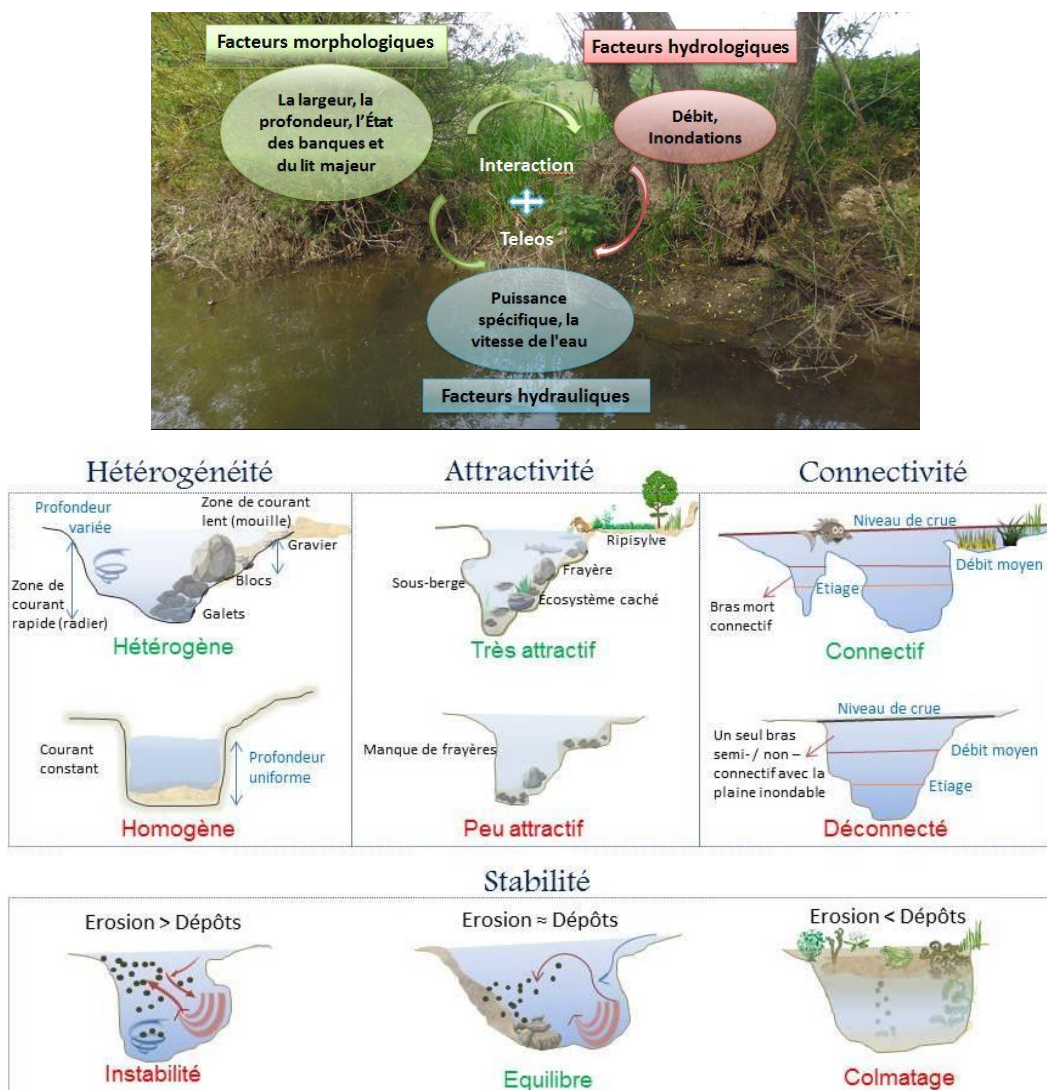 Facteurs morphologiques
Facteurs hydrologiques
La largeur, la
profondeur, l'État
des banques et
du lit majeur
Débit,
Inondations
Interaction
Teleos
Puissance
spécifique, la
vitesse de l'eau
Facteurs hydrauliques
Hétérogénéité
Profondeur
variée
Zone de courant
lent (mouille)
Gravier
Blocs
Zone de
courant
rapide (radier)
Galets
Hétérogène
Courant
constant
Profondeur
uniforme
Homogène
Attractivité
Ripisylve
Sous-berge
Frayère
Ecosystème caché
Très attractif
Manque de frayères
Peu attractif
Connectivité
Niveau de crue
Débit moyen
Etiage
Bras mort
connectif
Connectif
Niveau de crue
Un seul bras
semi-/ non –
connectif avec la
plaine inondable
Débit moyen
Etiage
Déconnecté
Stabilité
Erosion > Dépôts
Instabilité
Erosion ≈ Dépôts
Equilibre
Erosion < Dépôts
Colmatage